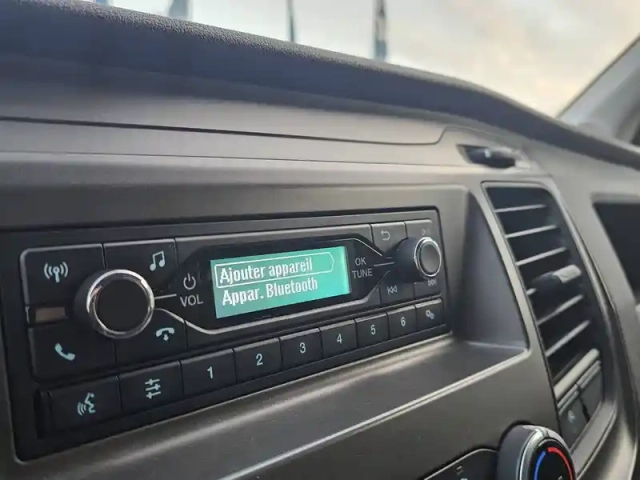 Ajouter appareil
Appar. Bluetooth
VOL
OK
TUNE
1 2 3 4 5 6